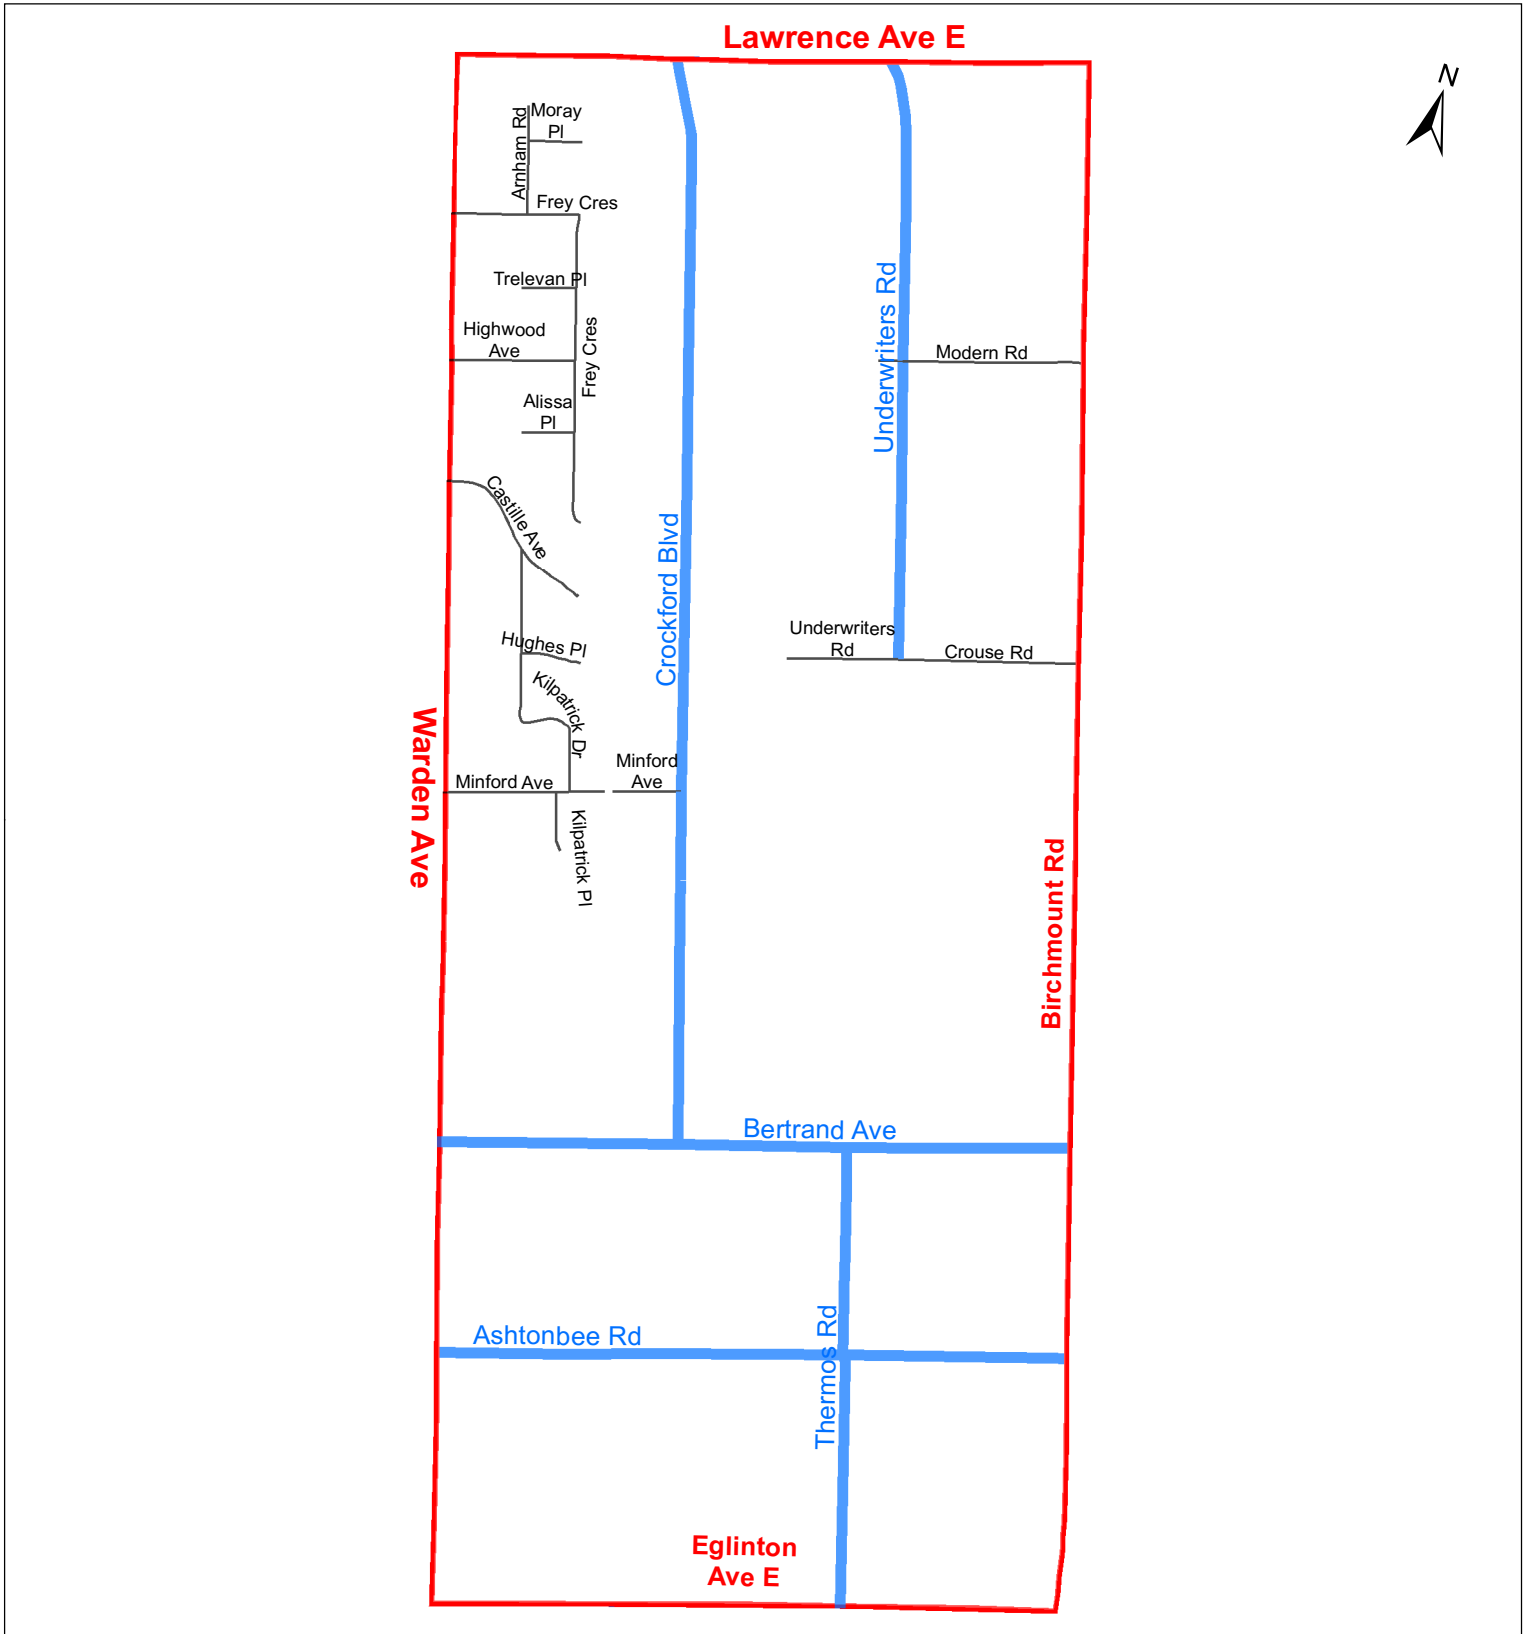 Lawrence Ave E
N
Moray
Pl
Arnham Rd
Frey Cres
Trelevan Pl
Highwood
Ave
Frey Cres
Alissa
Pl
Underwriters Rd
Modern Rd
Castille Ave
Crockford Blvd
Hughes Pl
Underwriters
Rd
Crouse Rd
Kilpatrick Dr
Warden Ave
Minford Ave
Minford
Ave
Kilpatrick Pl
Birchmount Rd
Bertrand Ave
Ashtonbee Rd
Thermos Rd
Eglinton
Ave E